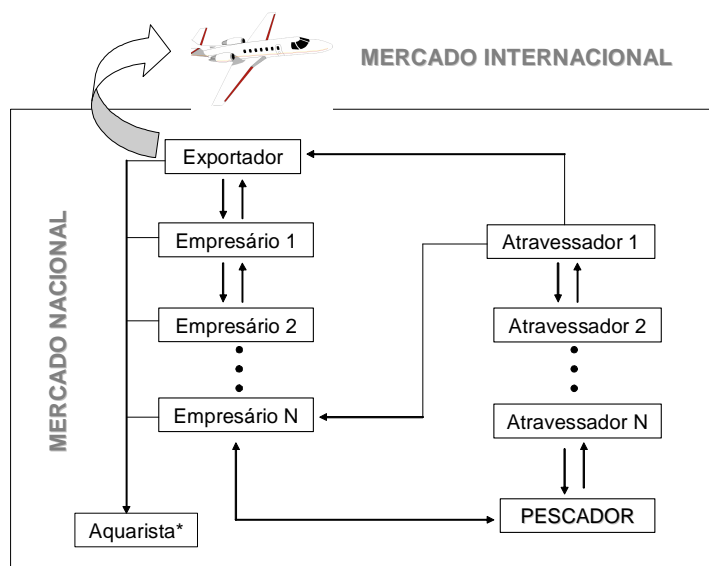 MERCADO INTERNACIONAL
Exportador
MERCADO NACIONAL
Empresário 1
Atravessador 1
Empresário 2
Atravessador 2
Empresário N
Atravessador N
Aquarista*
PESCADOR